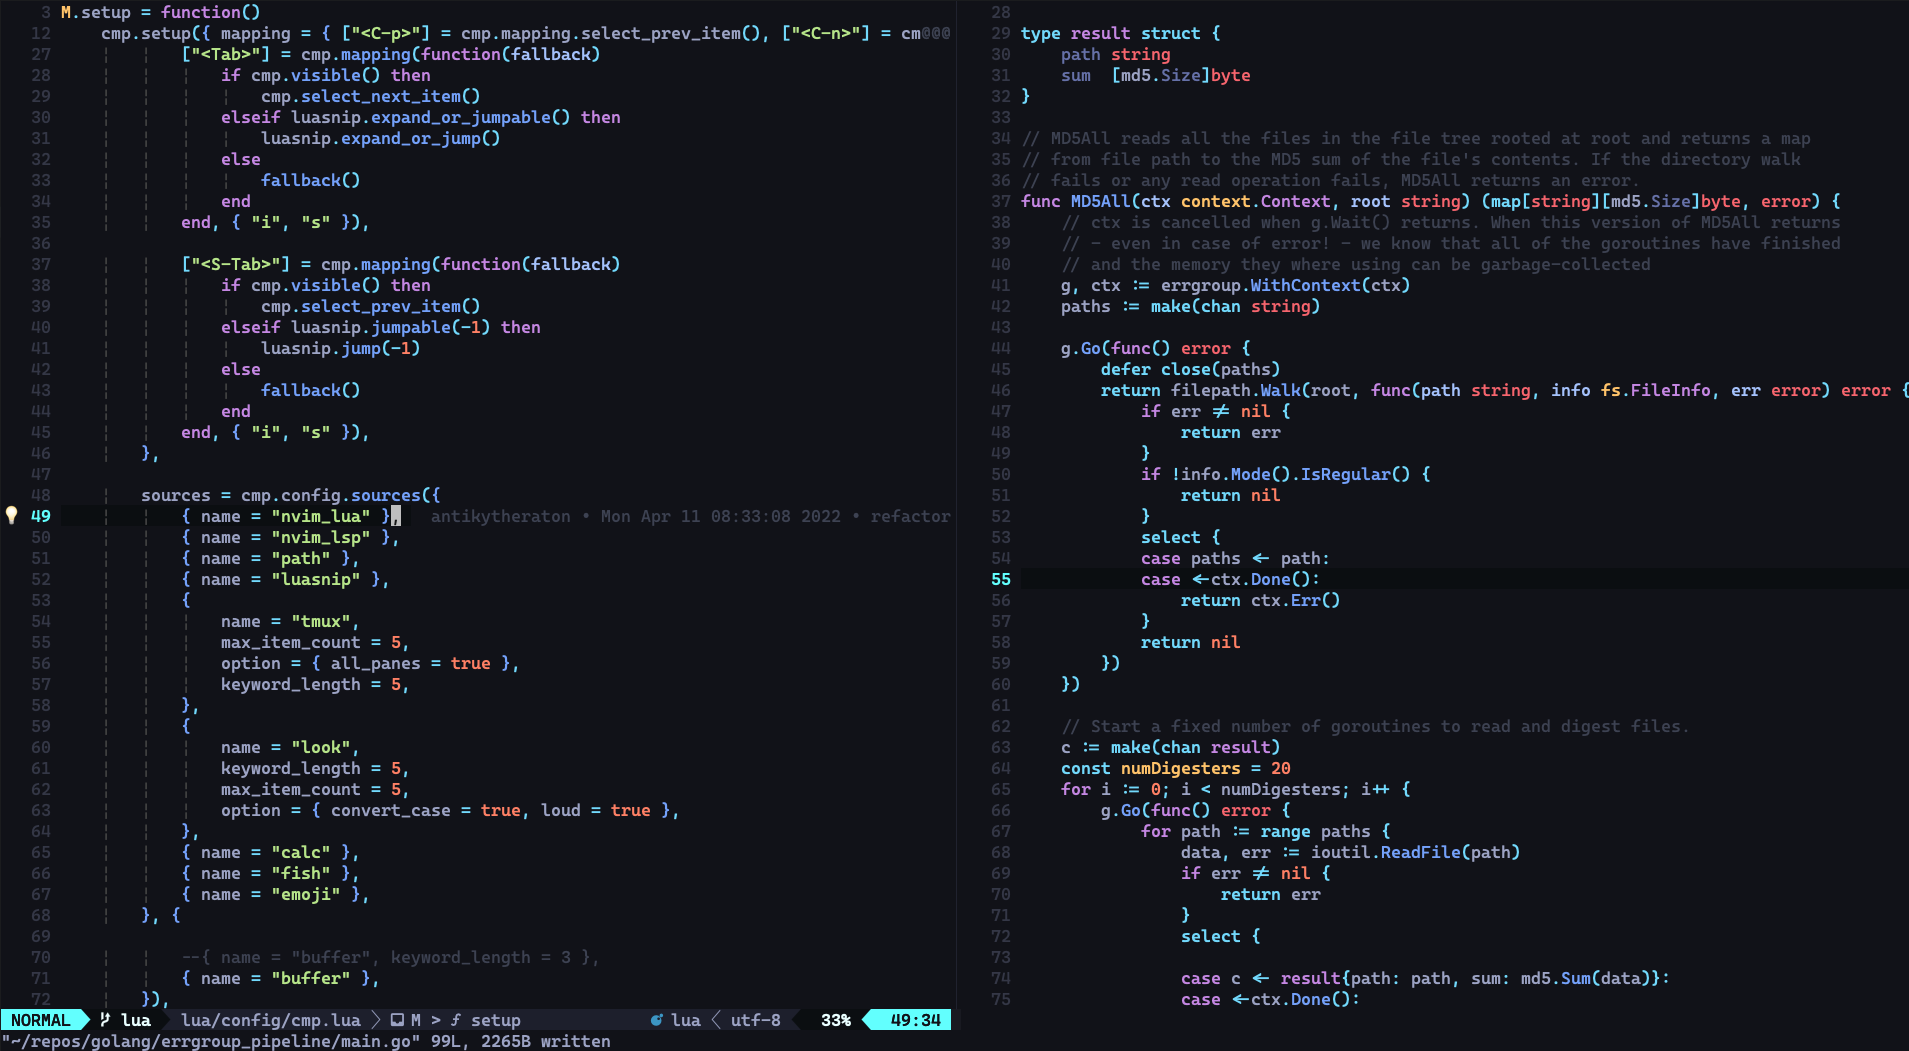 3 M.setup = function()
12 cmp.setup({ mapping = { ["<C-p>"] = cmp.mapping.select_prev_item(), ["<C-n>"] = cm@@@
27 ["<Tab>"] = cmp.mapping(function(fallback)
28 if cmp.visible() then
29 cmp.select_next_item()
30 elseif luasnip.expand_or_jumpable() then
31 luasnip.expand_or_jump()
32 else
33 fallback()
34 end
35 end, { "i", "s" }),
36
37 ["<S-Tab>"] = cmp.mapping(function(fallback)
38 if cmp.visible() then
39 cmp.select_prev_item()
40 elseif luasnip.jumpable(-1) then
41 luasnip.jump(-1)
42 else
43 fallback()
44 end
45 end, { "i", "s" }),
46 },
47
48 sources = cmp.config.sources({
49 { name = "nvim_lua" }, antikytheraton • Mon Apr 11 08:33:08 2022 • refactor
50 { name = "nvim_lsp" },
51 { name = "path" },
52 { name = "luasnip" },
53 {
54 name = "tmux",
55 max_item_count = 5,
56 option = { all_panes = true },
57 keyword_length = 5,
58 },
59 {
60 name = "look",
61 keyword_length = 5,
62 max_item_count = 5,
63 option = { convert_case = true, loud = true },
64 },
65 { name = "calc" },
66 { name = "fish" },
67 { name = "emoji" },
68 }, {
69
70 --{ name = "buffer", keyword_length = 3 },
71 { name = "buffer" },
72 }),
NORMAL lua lua/config/cmp.lua M > ƒ setup lua utf-8 33% 49:34
"~/repos/golang/errgroup_pipeline/main.go" 99L, 2265B written
28
29 type result struct {
30 path string
31 sum [md5.Size]byte
32 }
33
34 // MD5All reads all the files in the file tree rooted at root and returns a map
35 // from file path to the MD5 sum of the file's contents. If the directory walk
36 // fails or any read operation fails, MD5All returns an error.
37 func MD5All(ctx context.Context, root string) (map[string][md5.Size]byte, error) {
38 // ctx is cancelled when g.Wait() returns. When this version of MD5All returns
39 // - even in case of error! - we know that all of the goroutines have finished
40 // and the memory they where using can be garbage-collected
41 g, ctx := errgroup.WithContext(ctx)
42 paths := make(chan string)
43
44 g.Go(func() error {
45 defer close(paths)
46 return filepath.Walk(root, func(path string, info fs.FileInfo, err error) error {
47 if err != nil {
48 return err
49 }
50 if !info.Mode().IsRegular() {
51 return nil
52 }
53 select {
54 case paths <- path:
55 case <-ctx.Done():
56 return ctx.Err()
57 }
58 return nil
59 })
60 })
61
62 // Start a fixed number of goroutines to read and digest files.
63 c := make(chan result)
64 const numDigesters = 20
65 for i := 0; i < numDigesters; i++ {
66 g.Go(func() error {
67 for path := range paths {
68 data, err := ioutil.ReadFile(path)
69 if err != nil {
70 return err
71 }
72 select {
73
74 case c <- result{path: path, sum: md5.Sum(data)}:
75 case <-ctx.Done():